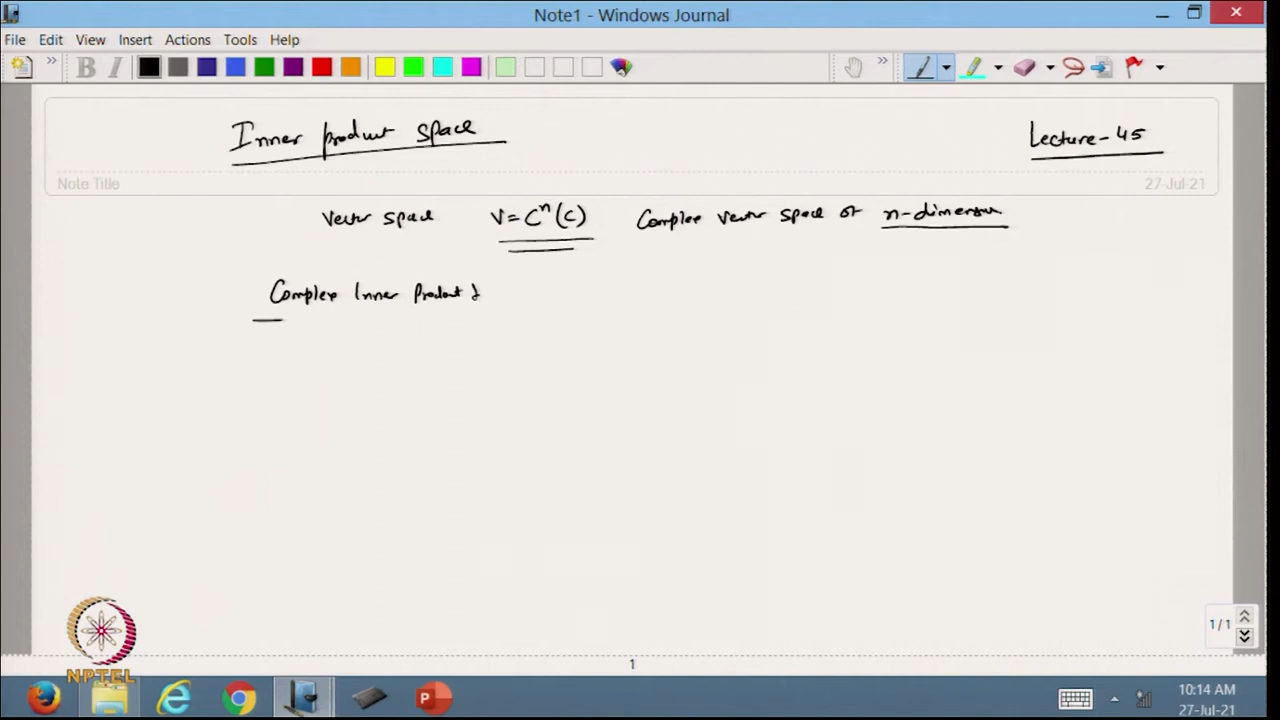 Note1 - Windows Journal
File Edit View Insert Actions Tools Help
B I
Inner product space
Lecture-45
Note Title
27-Jul-21
Vector space V=Cⁿ(C) Complex vector space of n-dimension
Complex Inner Product
1/1
NPTEL
1
10:14 AM
27-Jul-21